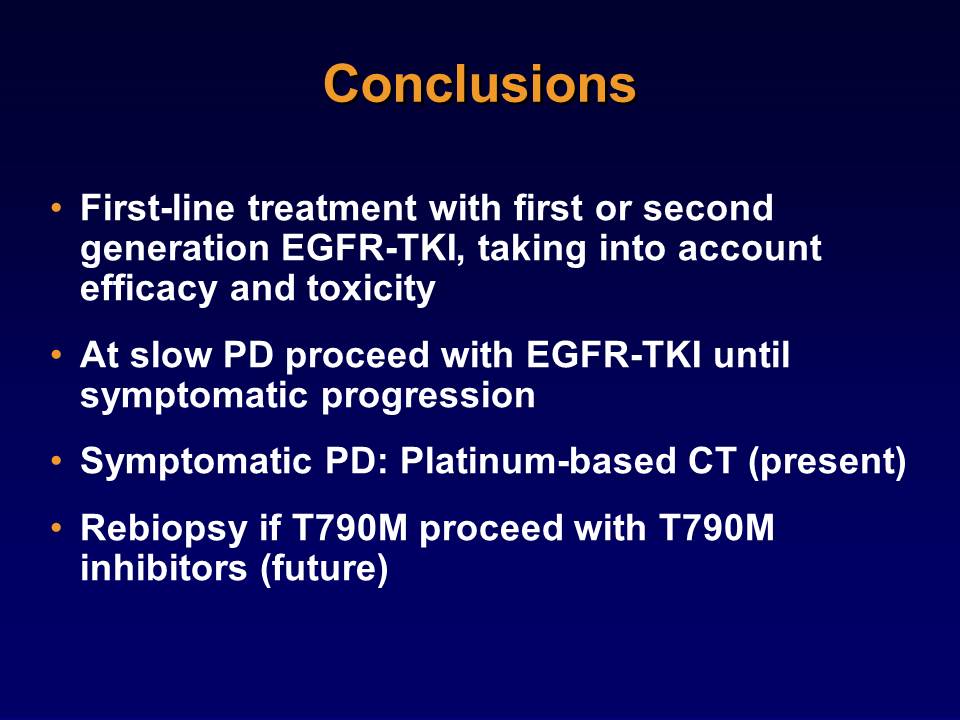 Conclusions
• First-line treatment with first or second
generation EGFR-TKI, taking into account
efficacy and toxicity
• At slow PD proceed with EGFR-TKI until
symptomatic progression
• Symptomatic PD: Platinum-based CT (present)
• Rebiopsy if T790M proceed with T790M
inhibitors (future)